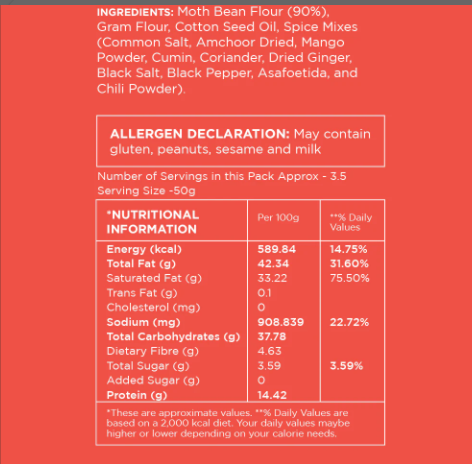 INGREDIENTS: Moth Bean Flour (90%),
Gram Flour, Cotton Seed Oil, Spice Mixes
(Common Salt, Amchoor Dried, Mango
Powder, Cumin, Coriander, Dried Ginger,
Black Salt, Black Pepper, Asafoetida, and
Chili Powder).
ALLERGEN DECLARATION: May contain
gluten, peanuts, sesame and milk
Number of Servings in this Pack Approx - 3.5
Serving Size -50g
*NUTRITIONAL INFORMATION Per 100g **% Daily Values
Energy (kcal) 589.84 14.75%
Total Fat (g) 42.34 31.60%
Saturated Fat (g) 33.22 75.50%
Trans Fat (g) 0.1
Cholesterol (mg) 0
Sodium (mg) 908.839 22.72%
Total Carbohydrates (g) 37.78
Dietary Fibre (g) 4.63
Total Sugar (g) 3.59 3.59%
Added Sugar (g) 0
Protein (g) 14.42
*These are approximate values. **% Daily Values are
based on a 2,000 kcal diet. Your daily values maybe
higher or lower depending on your calorie needs.